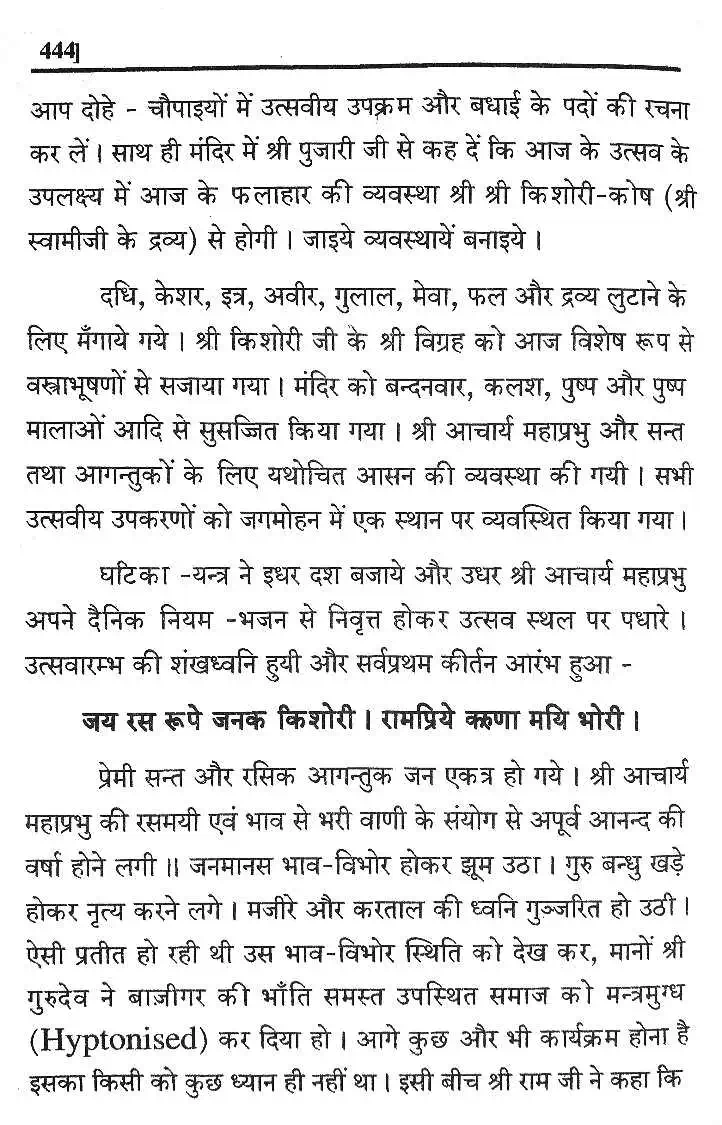 444]
आप दोहे - चौपाइयों में उत्सवीय उपक्रम और बधाई के पदों की रचना
कर लें। साथ ही मंदिर में श्री पुजारी जी से कह दें कि आज के उत्सव के
उपलक्ष्य में आज के फलाहार की व्यवस्था श्री श्री किशोरी-कोष (श्री
स्वामीजी के द्रव्य) से होगी। जाइये व्यवस्थायें बनाइये।
दधि, केशर, इत्र, अवीर, गुलाल, मेवा, फल और द्रव्य लुटाने के
लिए मँगाये गये। श्री किशोरी जी के श्री विग्रह को आज विशेष रूप से
वस्त्राभूषणों से सजाया गया। मंदिर को बन्दनवार, कलश, पुष्प और पुष्प
मालाओं आदि से सुसज्जित किया गया। श्री आचार्य महाप्रभु और सन्त
तथा आगन्तुकों के लिए यथोचित आसन की व्यवस्था की गयी। सभी
उत्सवीय उपकरणों को जगमोहन में एक स्थान पर व्यवस्थित किया गया।
घटिका -यन्त्र ने इधर दश बजाये और उधर श्री आचार्य महाप्रभु
अपने दैनिक नियम -भजन से निवृत्त होकर उत्सव स्थल पर पधारे।
उत्सवारम्भ की शंखध्वनि हुयी और सर्वप्रथम कीर्तन आरंभ हुआ -
जय रस रूपे जनक किशोरी। रामप्रिये करुणा मयि भोरी।
प्रेमी सन्त और रसिक आगन्तुक जन एकत्र हो गये। श्री आचार्य
महाप्रभु की रसमयी एवं भाव से भरी वाणी के संयोग से अपूर्व आनन्द की
वर्षा होने लगी॥ जनमानस भाव-विभोर होकर झूम उठा। गुरु बन्धु खड़े
होकर नृत्य करने लगे। मजीरे और करताल की ध्वनि गुञ्जरित हो उठी।
ऐसी प्रतीत हो रही थी उस भाव-विभोर स्थिति को देख कर, मानों श्री
गुरुदेव ने बाज़ीगर की भाँति समस्त उपस्थित समाज को मन्त्रमुग्ध
(Hyptonised) कर दिया हो। आगे कुछ और भी कार्यक्रम होना है
इसका किसी को कुछ ध्यान ही नहीं था। इसी बीच श्री राम जी ने कहा कि